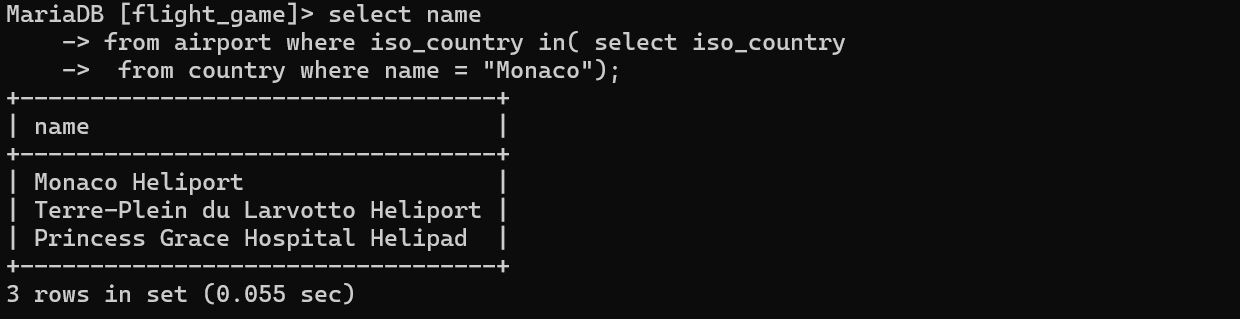 MariaDB [flight_game]> select name
    -> from airport where iso_country in( select iso_country
    ->  from country where name = "Monaco");
+----------------------------------+
| name                             |
+----------------------------------+
| Monaco Heliport                  |
| Terre-Plein du Larvotto Heliport |
| Princess Grace Hospital Helipad  |
+----------------------------------+
3 rows in set (0.055 sec)